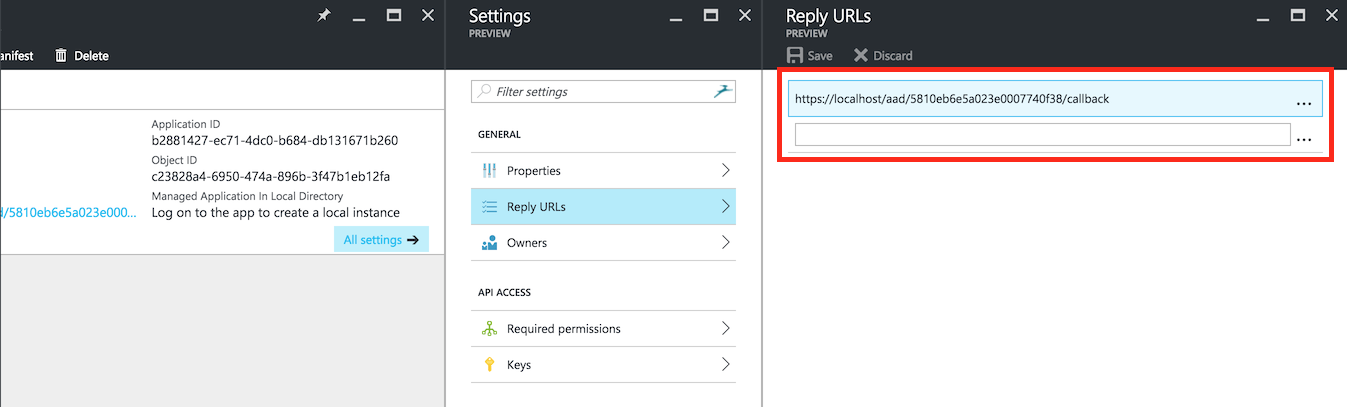 anifest
Delete
Application ID
b2881427-ec71-4dc0-b684-db131671b260
Object ID
c23828a4-6950-474a-896b-3f47b1eb12fa
Managed Application In Local Directory
d/5810eb6e5a023e000... Log on to the app to create a local instance
All settings
Settings
PREVIEW
Filter settings
GENERAL
Properties
Reply URLs
Owners
API ACCESS
Required permissions
Keys
Reply URLs
PREVIEW
Save Discard
https://localhost/aad/5810eb6e5a023e0007740f38/callback